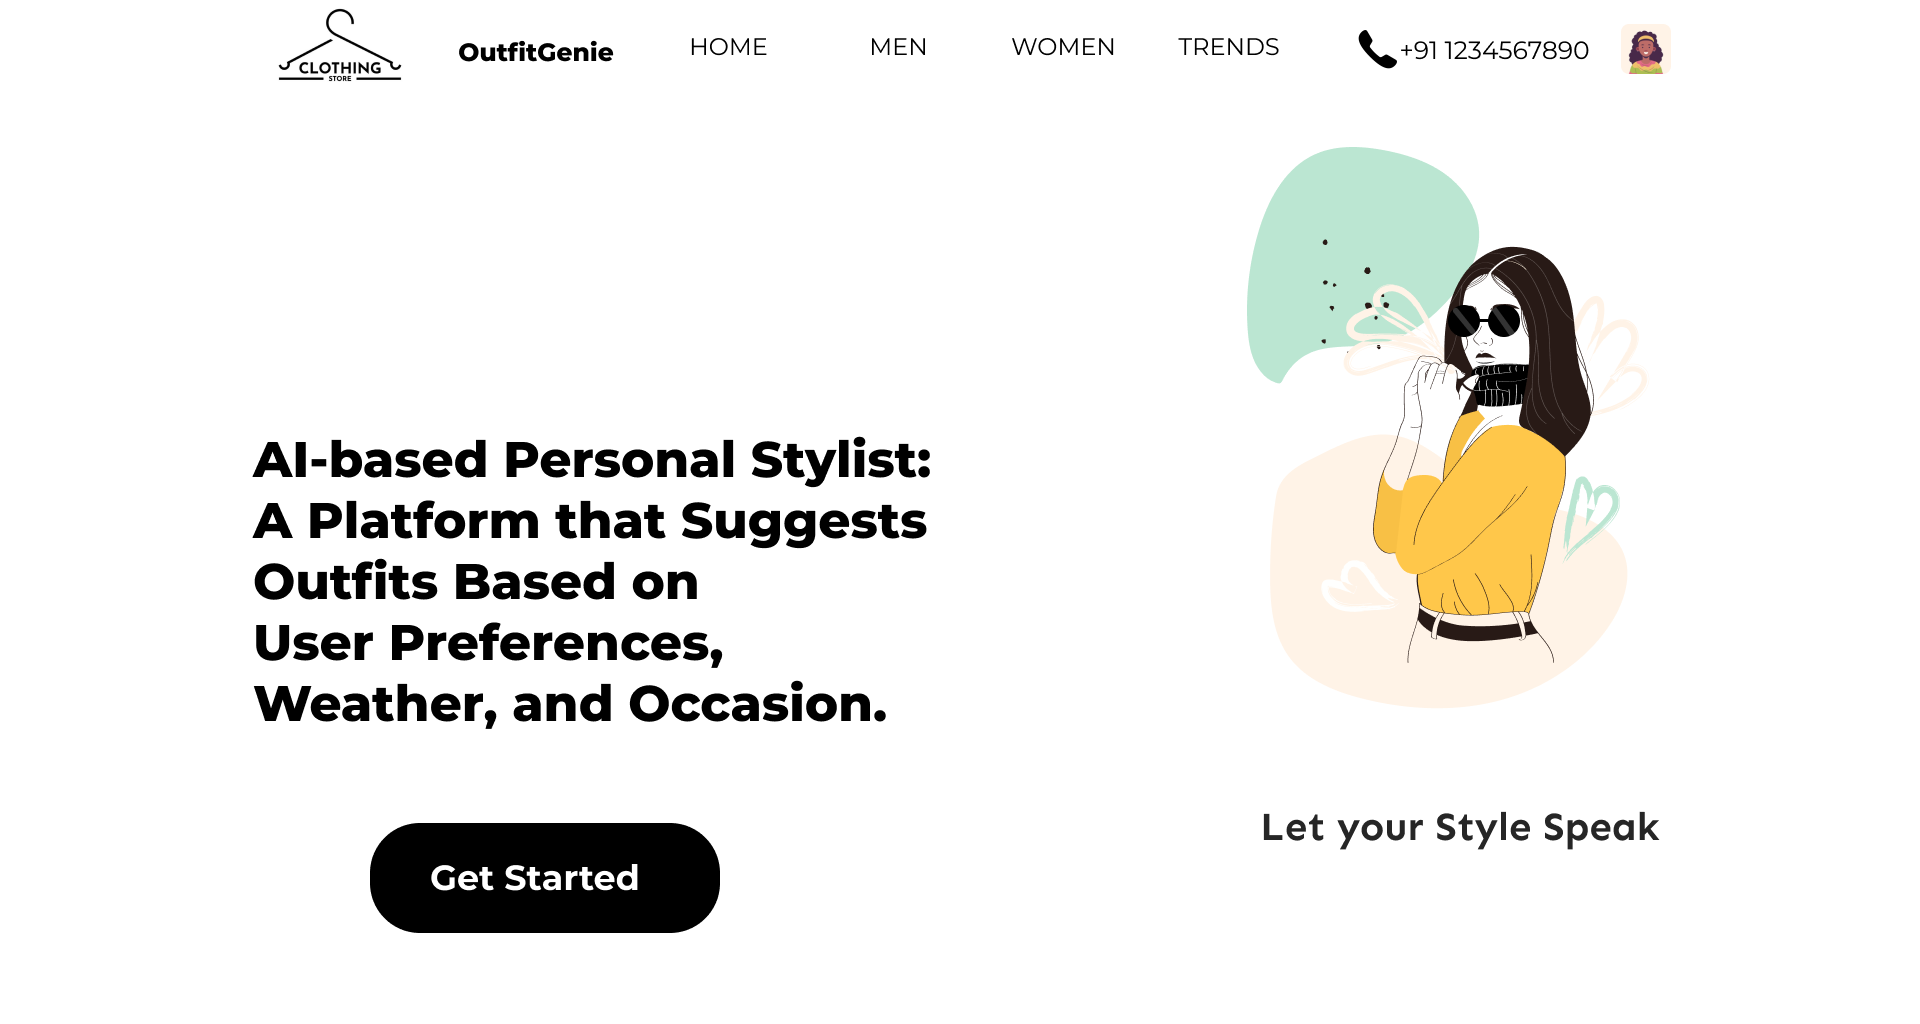 CLOTHING
STORE
OutfitGenie
HOME
MEN
WOMEN
TRENDS
+91 1234567890
AI-based Personal Stylist:
A Platform that Suggests
Outfits Based on
User Preferences,
Weather, and Occasion.
Get Started
Let your Style Speak